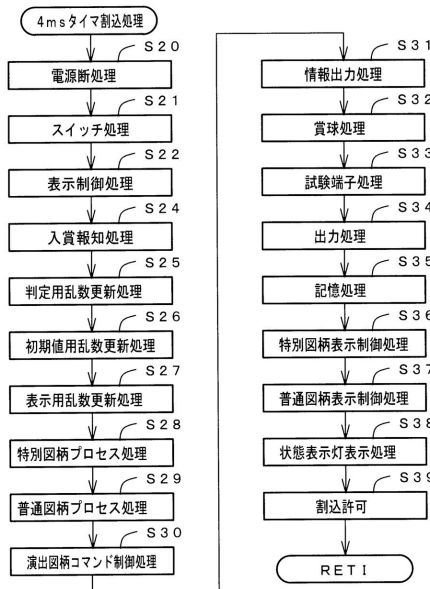 4msタイマ割込処理
S20
電源断処理
S21
スイッチ処理
S22
表示制御処理
S24
入賞報知処理
S25
判定用乱数更新処理
S26
初期値用乱数更新処理
S27
表示用乱数更新処理
S28
特別図柄プロセス処理
S29
普通図柄プロセス処理
S30
演出図柄コマンド制御処理
S31
情報出力処理
S32
賞球処理
S33
試験端子処理
S34
出力処理
S35
記憶処理
S36
特別図柄表示制御処理
S37
普通図柄表示制御処理
S38
状態表示灯表示処理
S39
割込許可
RETI